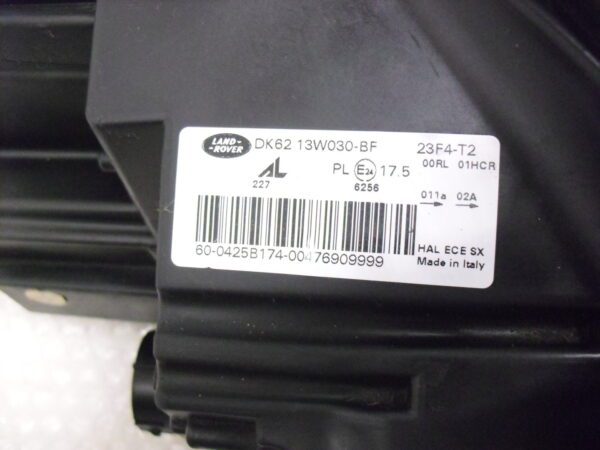 LAND-
-ROVER
DK62 13W030-BF 23F4-T2
00RL 01HCR
AL PL E24 17.5
227 6256
011a 02A
60-0425B174-00476909999
HAL ECE SX
Made in Italy